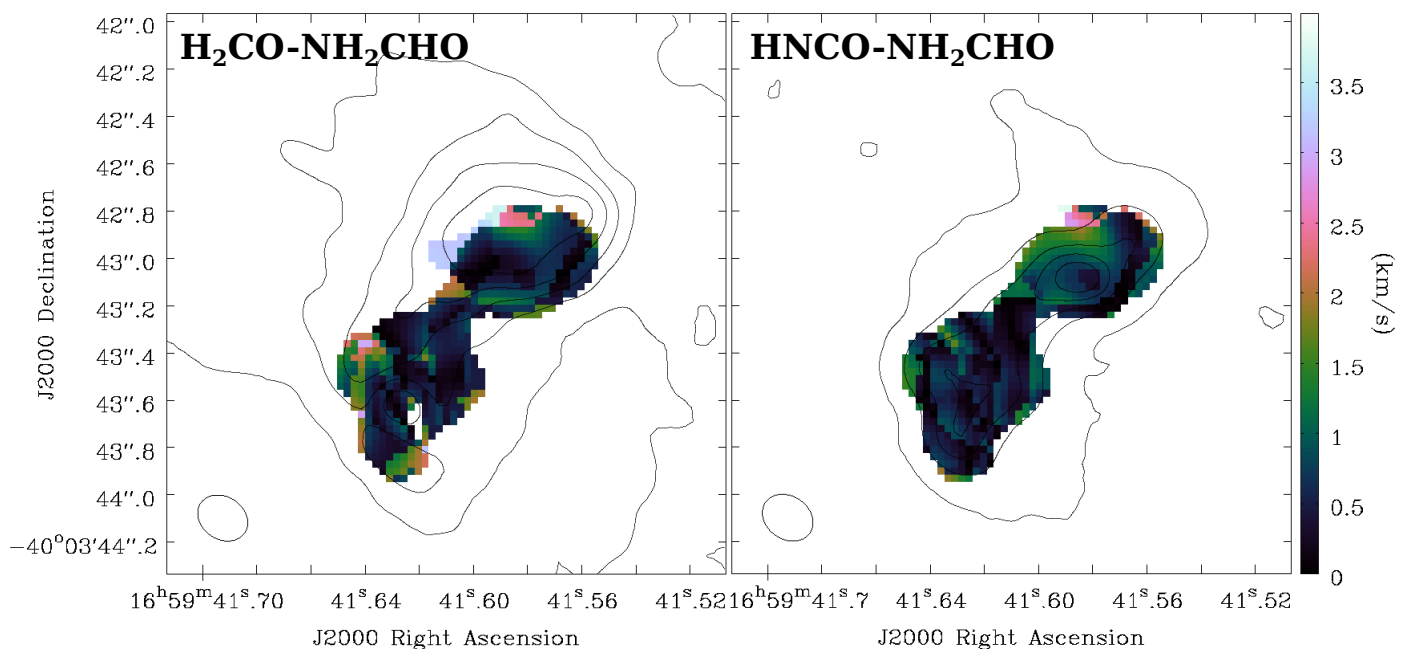 H₂CO-NH₂CHO
HNCO-NH₂CHO
42".0
42".2
42".4
42".6
42".8
43".0
43".2
43".4
43".6
43".8
44".0
−40°03'44".2
J2000 Declination
16ʰ59ᵐ41ˢ.70
41ˢ.64
41ˢ.60
41ˢ.56
41ˢ.52
J2000 Right Ascension
16ʰ59ᵐ41ˢ.7
41ˢ.64
41ˢ.60
41ˢ.56
41ˢ.52
J2000 Right Ascension
3.5
3
2.5
2
1.5
1
0.5
0
(km/s)